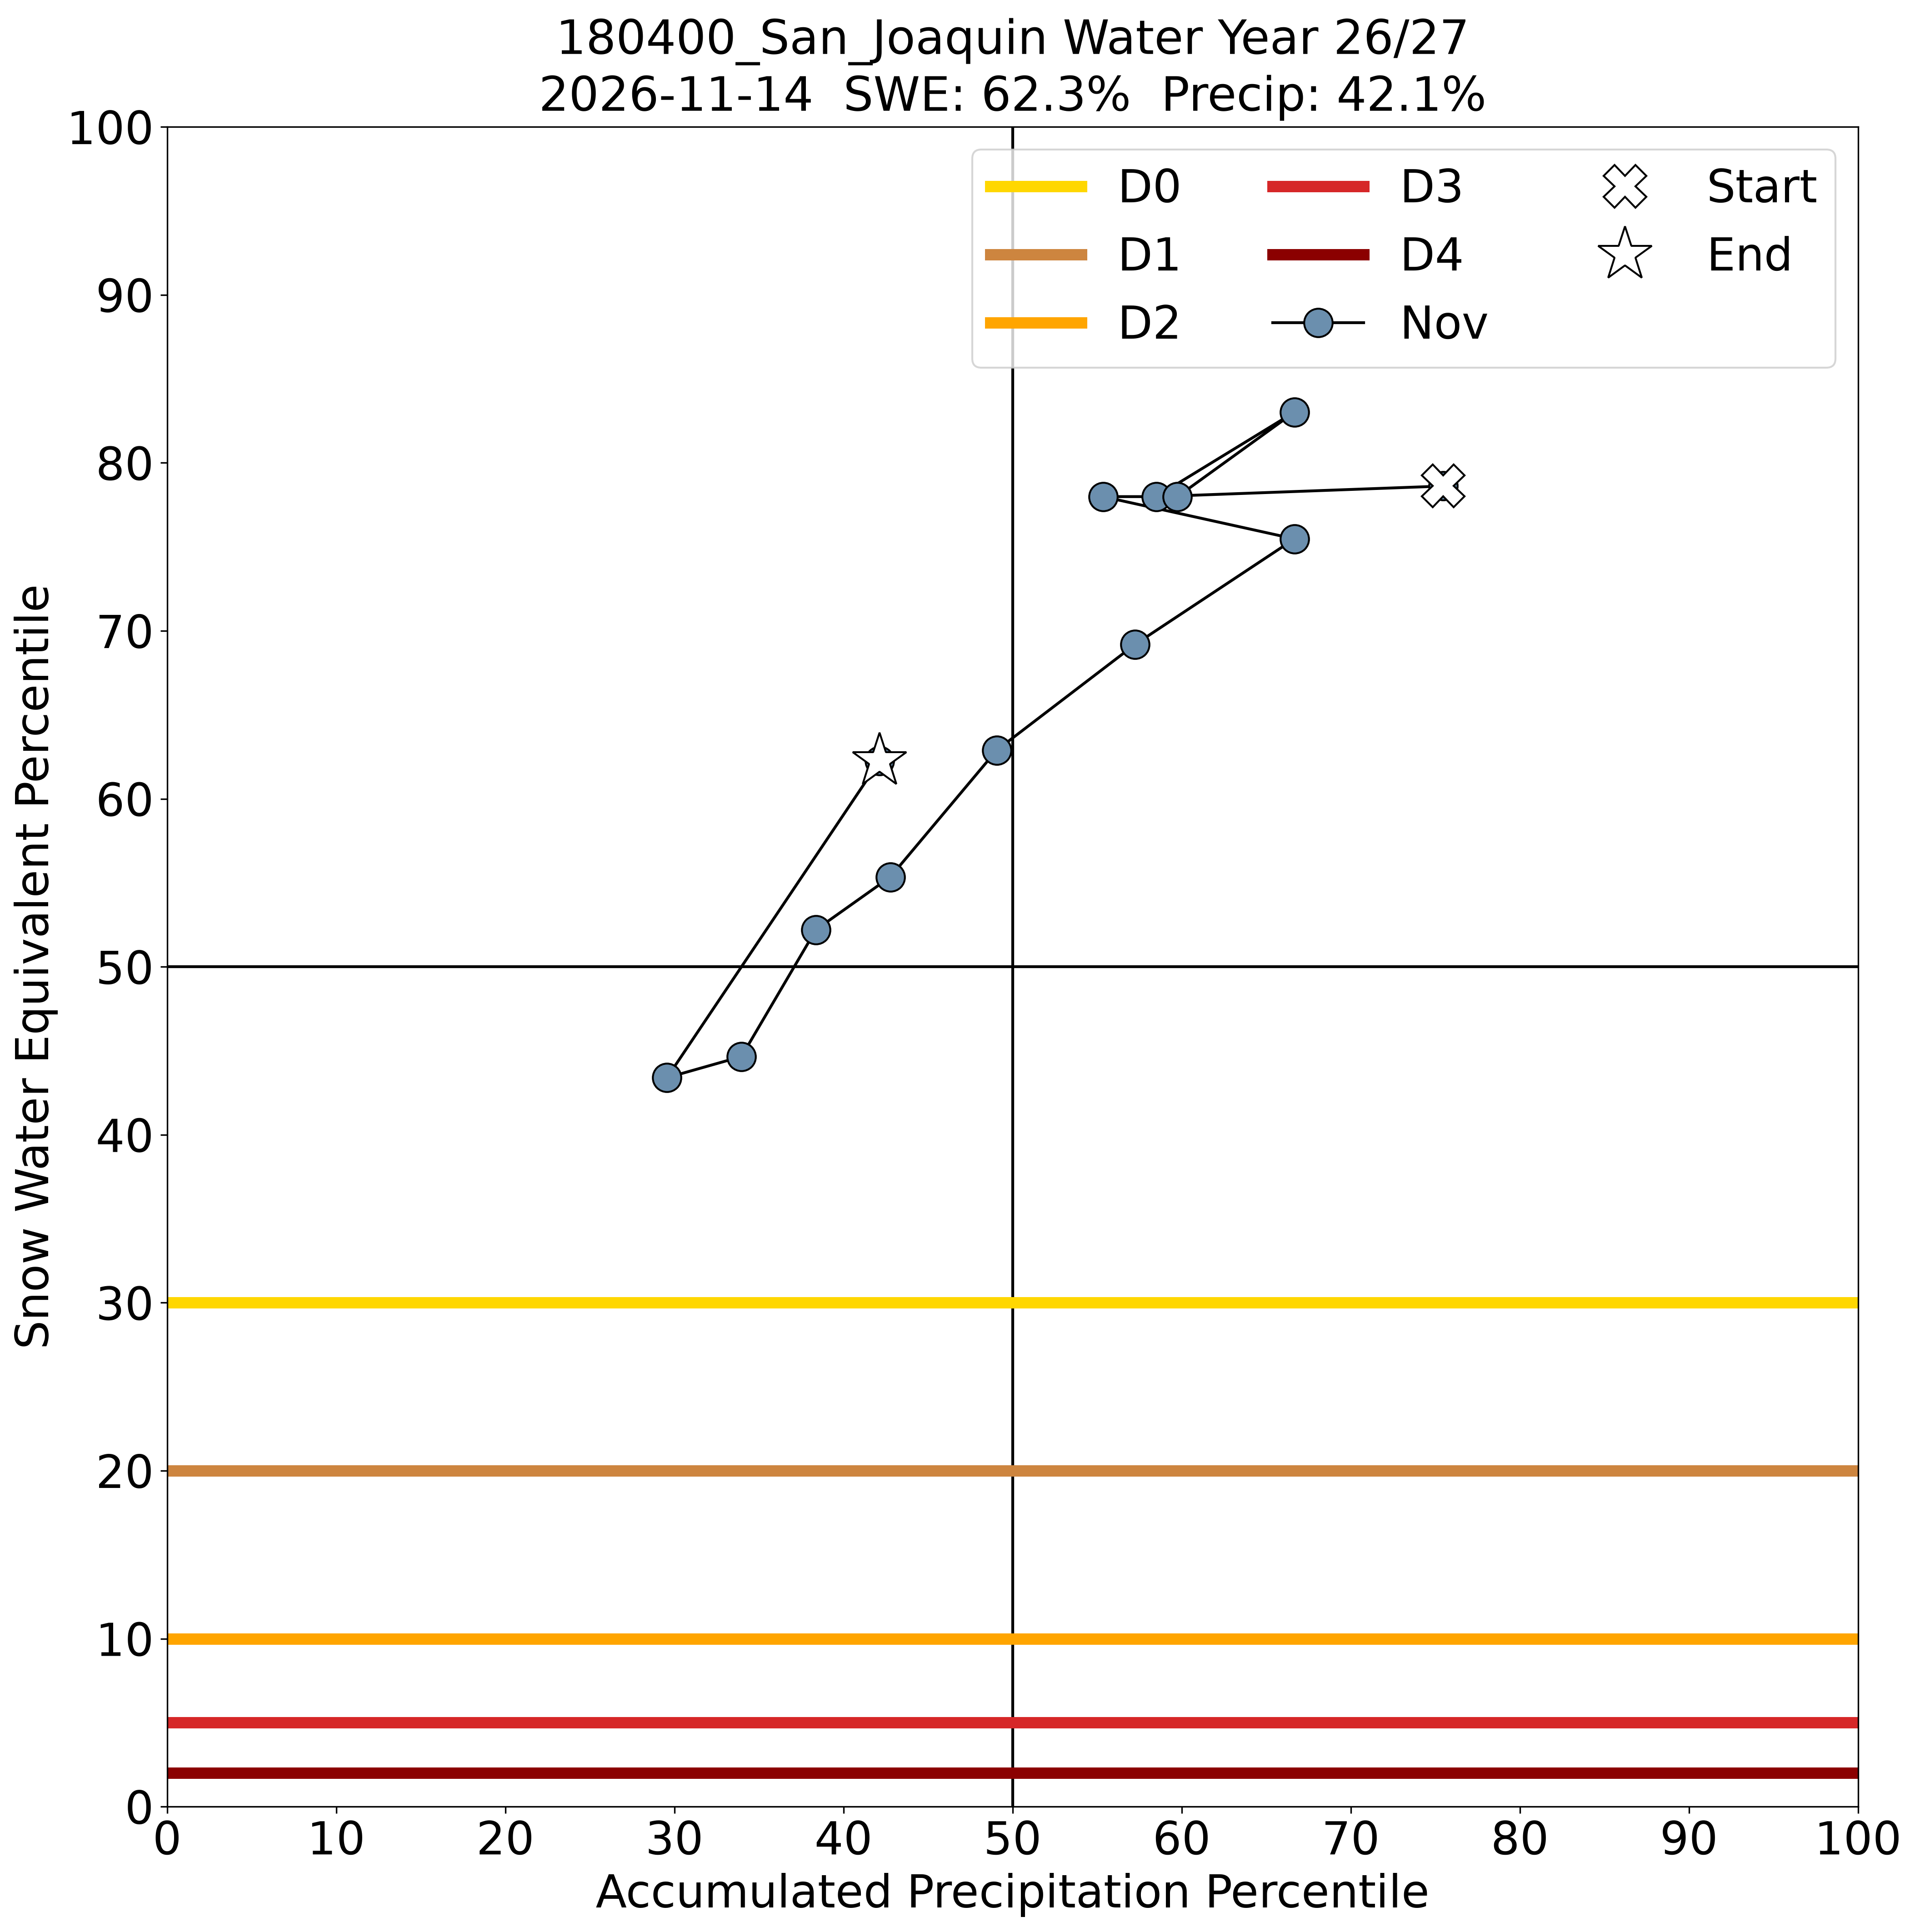 180400_San_Joaquin Water Year 26/27
2026-11-14  SWE: 62.3%  Precip: 42.1%
100
90
80
70
60
50
40
30
20
10
0
Snow Water Equivalent Percentile
D0
D1
D2
D3
D4
Nov
Start
End
0 10 20 30 40 50 60 70 80 90 100
Accumulated Precipitation Percentile